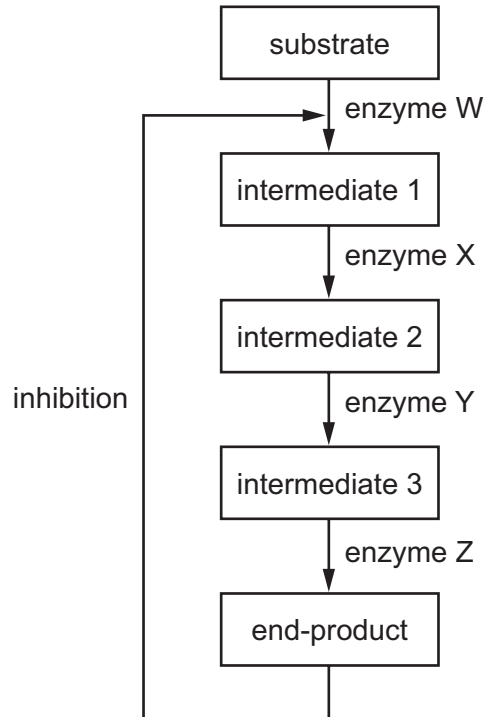 substrate
enzyme W
intermediate 1
enzyme X
intermediate 2
inhibition
enzyme Y
intermediate 3
enzyme Z
end-product